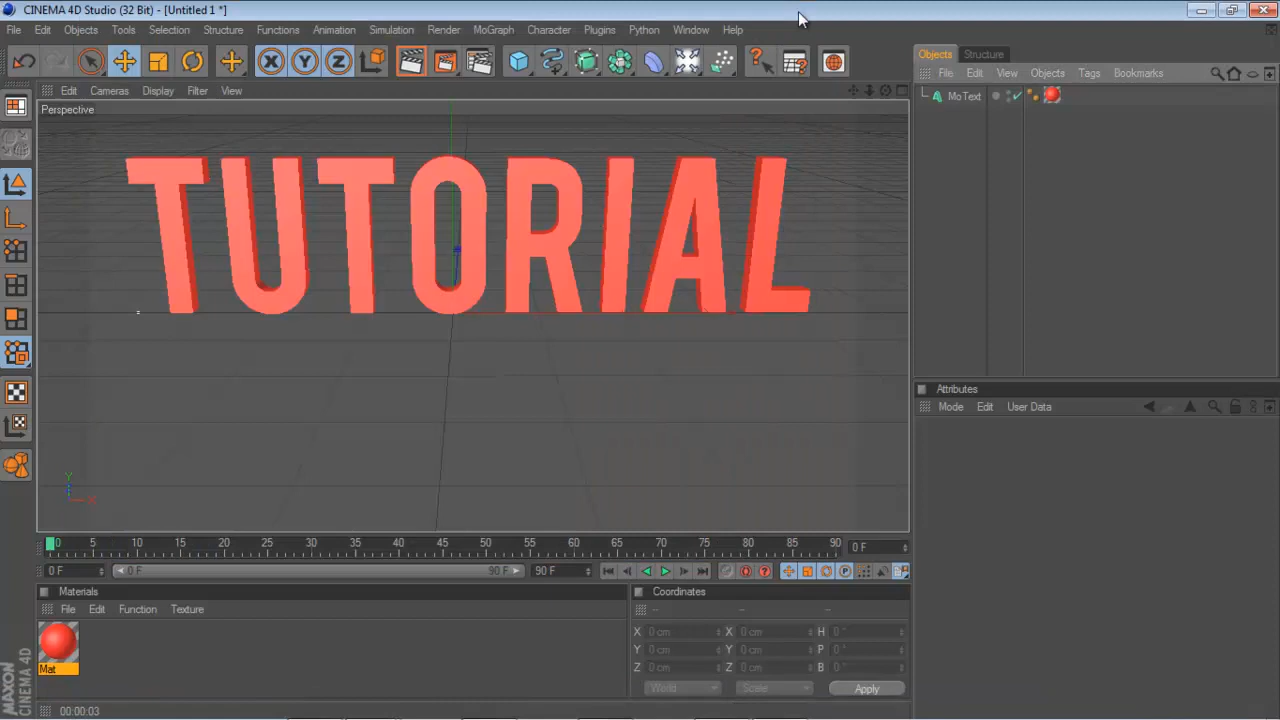 CINEMA 4D Studio (32 Bit) - [Untitled 1 *]
File Edit Objects Tools Selection Structure Functions Animation Simulation Render MoGraph Character Plugins Python Window Help
X Y Z
Objects Structure
File Edit View Objects Tags Bookmarks
MoText
Edit Cameras Display Filter View
Perspective
TUTORIAL
Y
X
Attributes
Mode Edit User Data
0 5 10 15 20 25 30 35 40 45 50 55 60 65 70 75 80 85 90 0 F
0 F 0 F 90 F 90 F
Materials
File Edit Function Texture
Mat
Coordinates
-- -- --
X 0 cm X 0 cm H 0 °
Y 0 cm Y 0 cm P 0 °
Z 0 cm Z 0 cm B 0 °
World Scale Apply
MAXON
CINEMA 4D
00:00:03